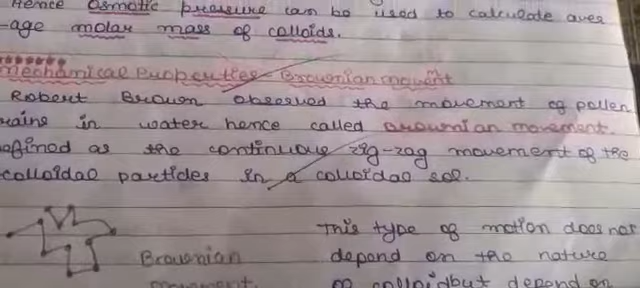 Hence osmotic pressure can be used to calculate aver
-age molar mass of colloids.
Mechanical Properties - Brownian movement
Robert Brown observed the movement of pollen
rains in water hence called Brownian movement.
efined as the continuous zig-zag movement of the
colloidal particles in a colloidal sol.
This type of motion does not
Brownian depend on the nature
movement. of colloid but depend on